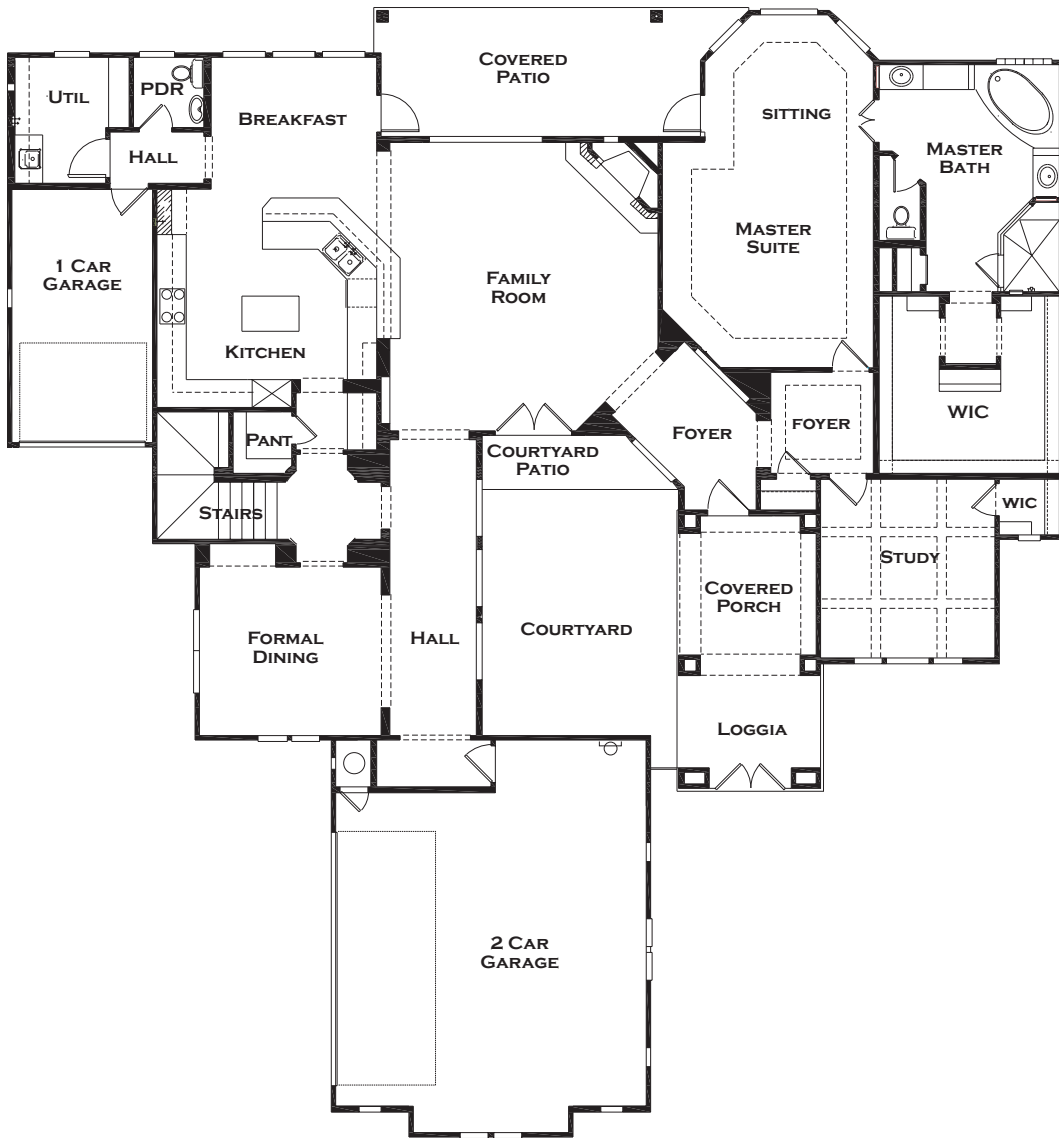 COVERED
PATIO
UTIL
PDR
BREAKFAST
SITTING
HALL
MASTER
BATH
MASTER
SUITE
1 CAR
GARAGE
FAMILY
ROOM
KITCHEN
WIC
FOYER
FOYER
PANT
COURTYARD
PATIO
STAIRS
WIC
STUDY
COVERED
PORCH
FORMAL
DINING
HALL
COURTYARD
LOGGIA
2 CAR
GARAGE